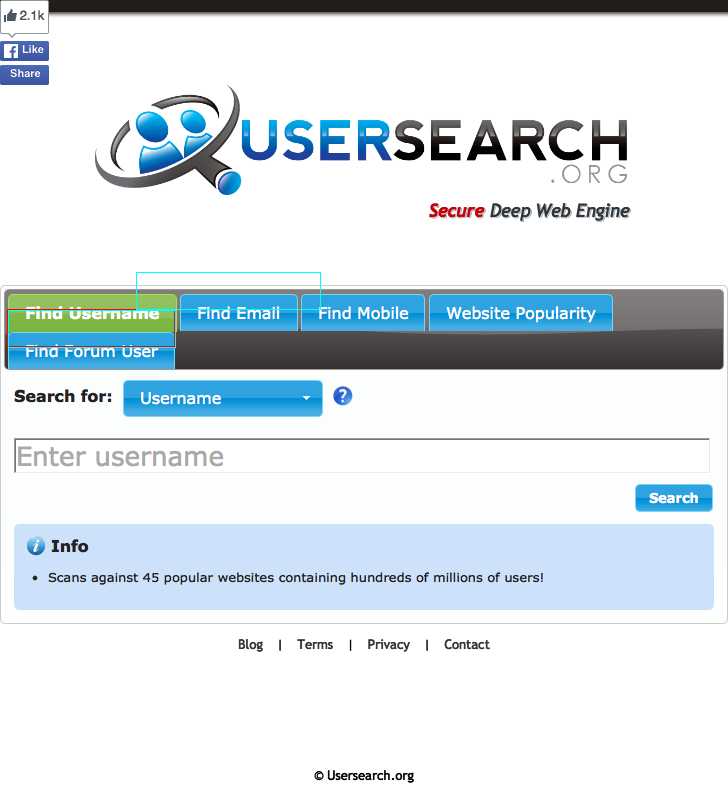 2.1k
Like
Share
USERSEARCH
.ORG
Secure Deep Web Engine
Find Username Find Email Find Mobile Website Popularity
Find Forum User
Search for: Username ?
Enter username
Search
i Info
• Scans against 45 popular websites containing hundreds of millions of users!
Blog | Terms | Privacy | Contact
© Usersearch.org